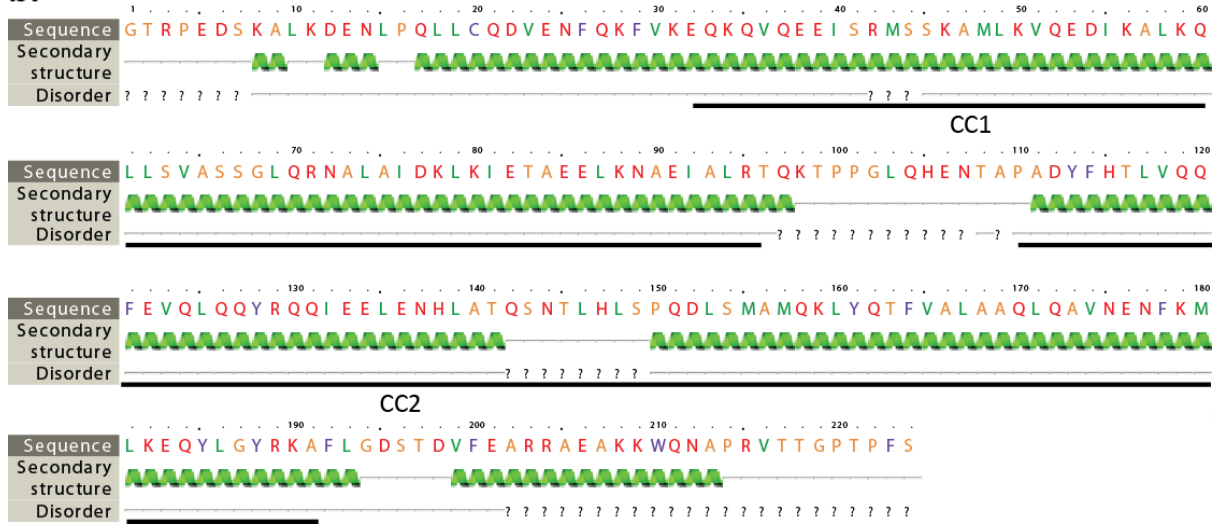 1 10 20 30 40 50 60
Sequence G T R P E D S K A L K D E N L P Q L L C Q D V E N F Q K F V K E Q K Q V Q E E I S R M S S K A M L K V Q E D I K A L K Q
Secondary
structure
Disorder ? ? ? ? ? ? ? ? ? ?
CC1
70 80 90 100 110 120
Sequence L L S V A S S G L Q R N A L A I D K L K I E T A E E L K N A E I A L R T Q K T P P G L Q H E N T A P A D Y F H T L V Q Q
Secondary
structure
Disorder ? ? ? ? ? ? ? ? ? ? ? ?
130 140 150 160 170 180
Sequence F E V Q L Q Q Y R Q Q I E E L E N H L A T Q S N T L H L S P Q D L S M A M Q K L Y Q T F V A L A A Q L Q A V N E N F K M
Secondary
structure
Disorder ? ? ? ? ? ? ? ?
CC2
190 200 210 220
Sequence L K E Q Y L G Y R K A F L G D S T D V F E A R R A E A K K W Q N A P R V T T G P T P F S
Secondary
structure
Disorder ? ? ? ? ? ? ? ? ? ? ? ? ? ? ? ? ? ? ? ? ? ? ?